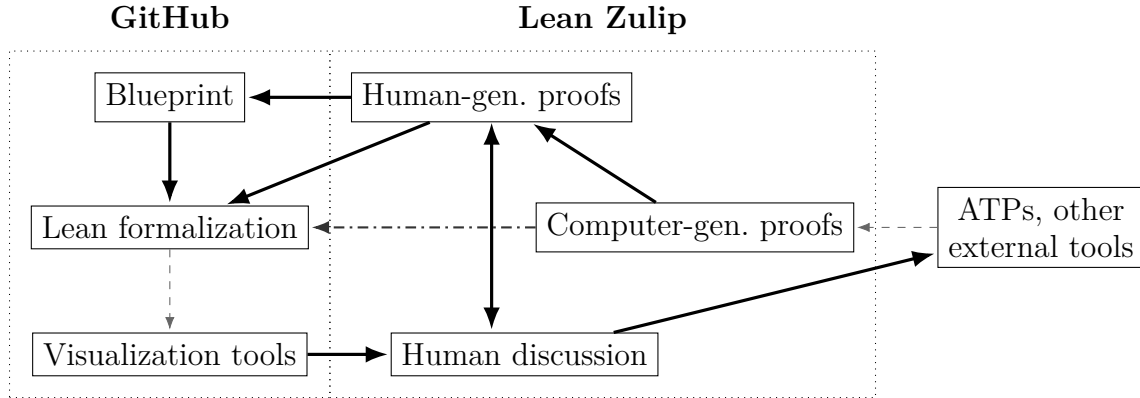 GitHub
Lean Zulip
Blueprint
Human-gen. proofs
Lean formalization
Computer-gen. proofs
ATPs, other
external tools
Visualization tools
Human discussion